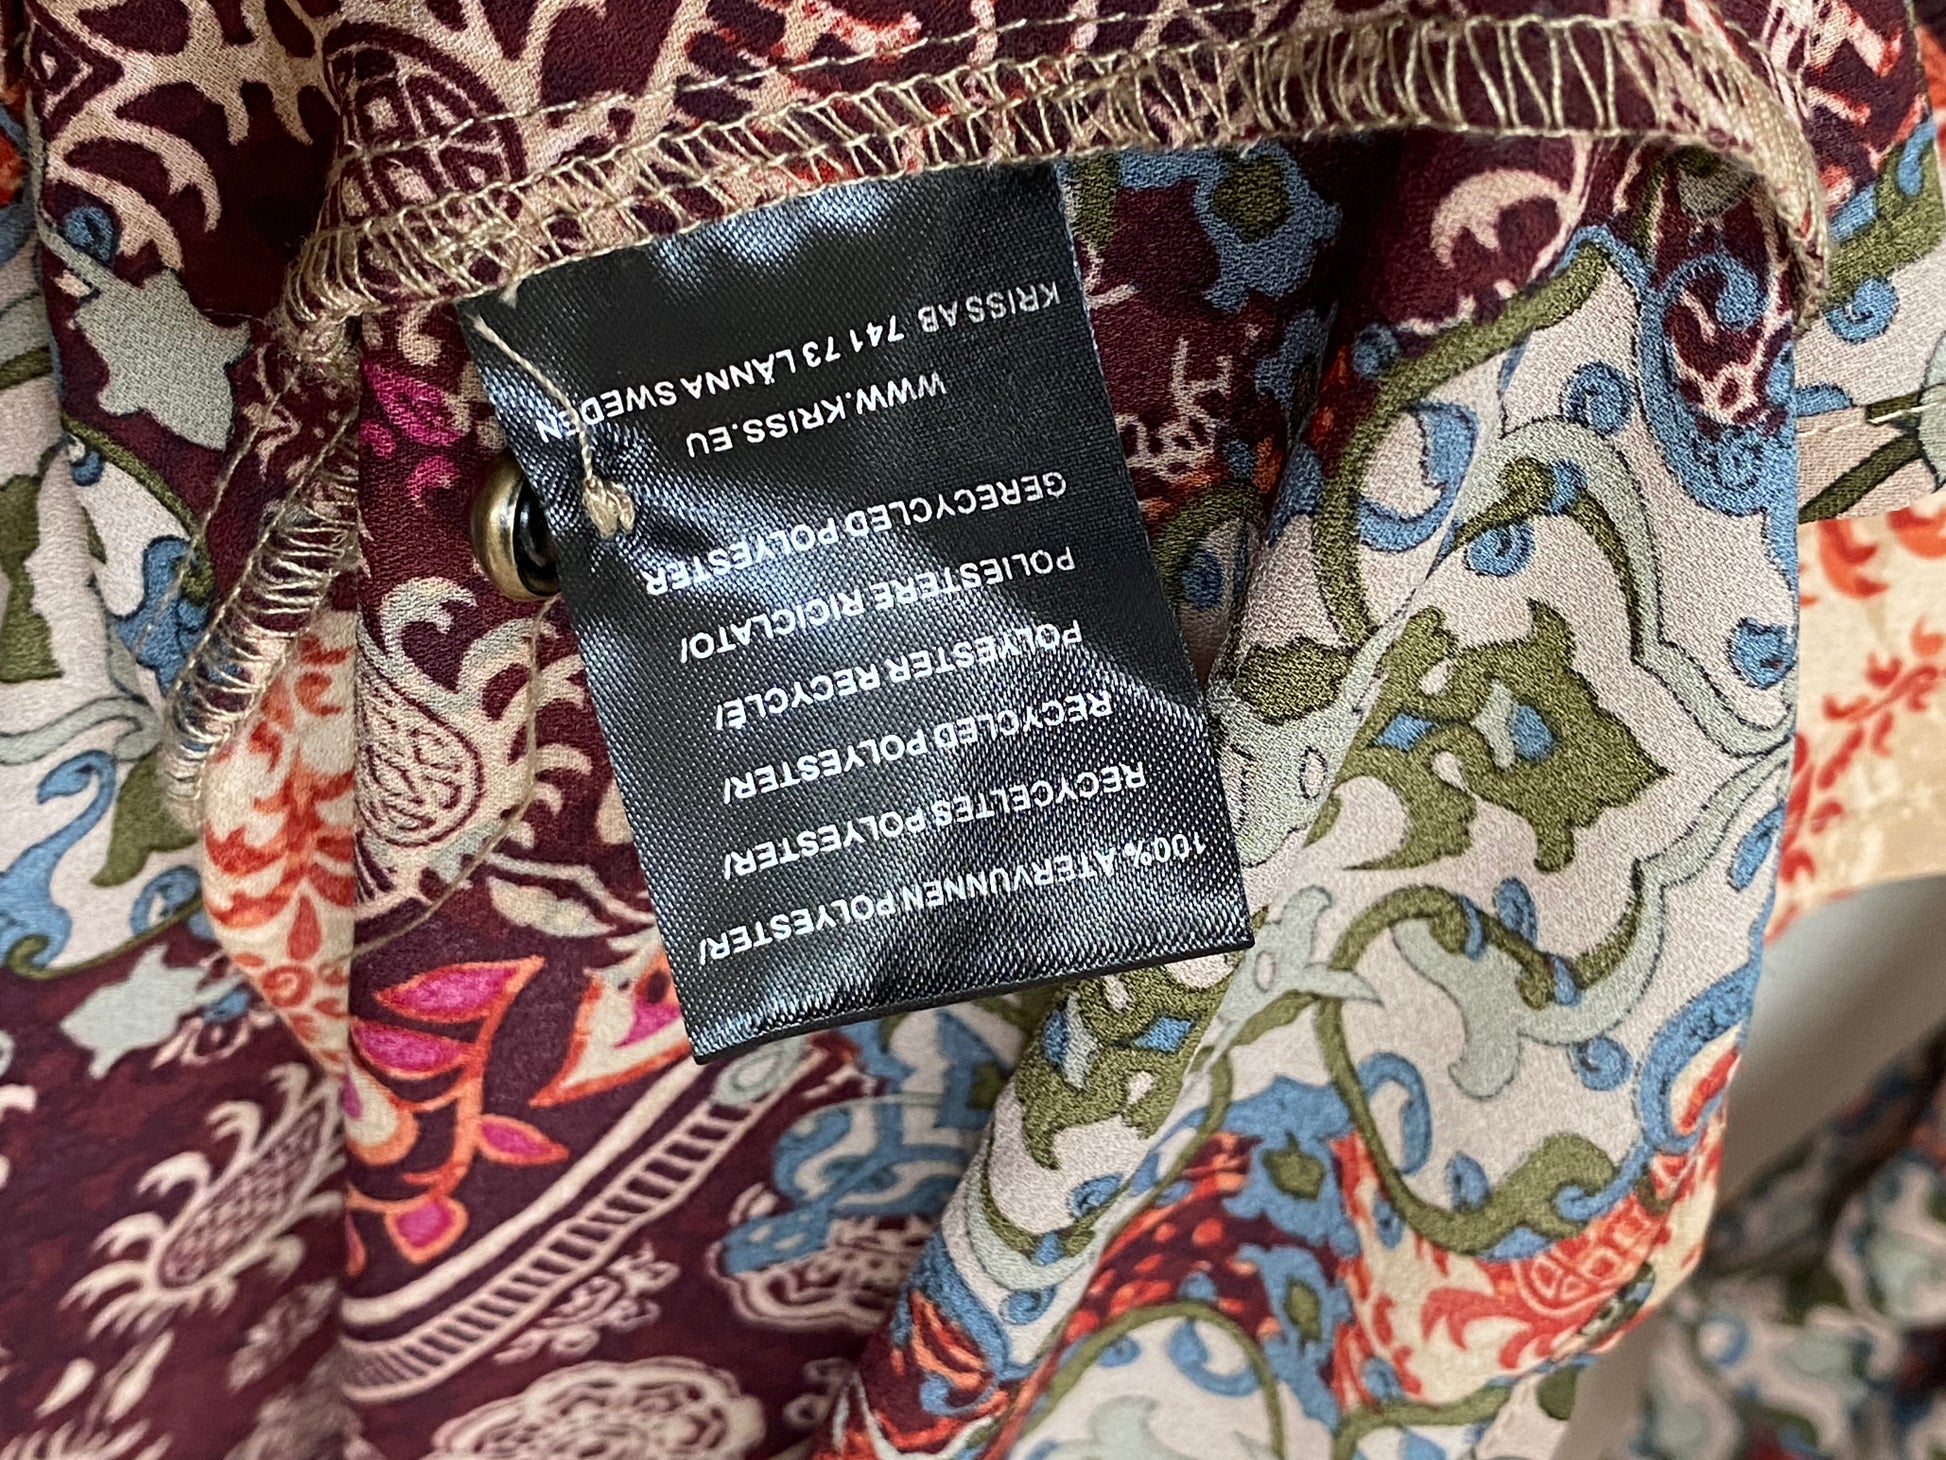 KRISS AB 741 73 LÄNNA SWEDEN
WWW.KRISS.EU
GERECYCLED POLYESTER
POLIESTERE RICICLATO/
POLYESTER RECYCLÉ/
RECYCLED POLYESTER/
RECYCELTES POLYESTER/
100% ÅTERVUNNEN POLYESTER/